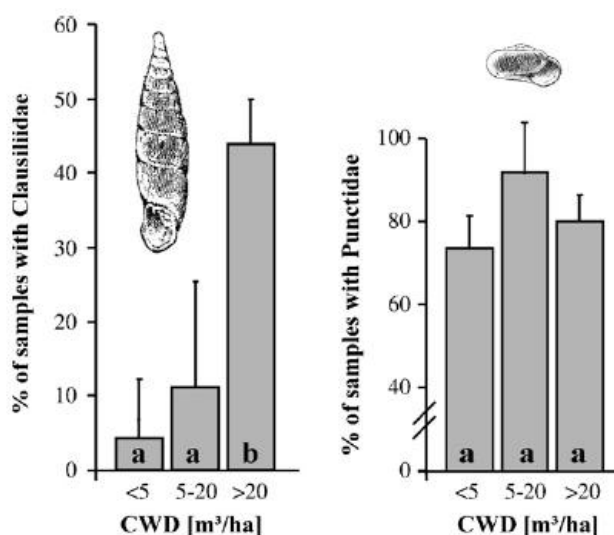 % of samples with Clausiliidae
60
50
40
30
20
10
0
a a b
<5 5-20 >20
CWD [m³/ha]
% of samples with Punctidae
100
80
60
40
0
a a a
<5 5-20 >20
CWD [m³/ha]